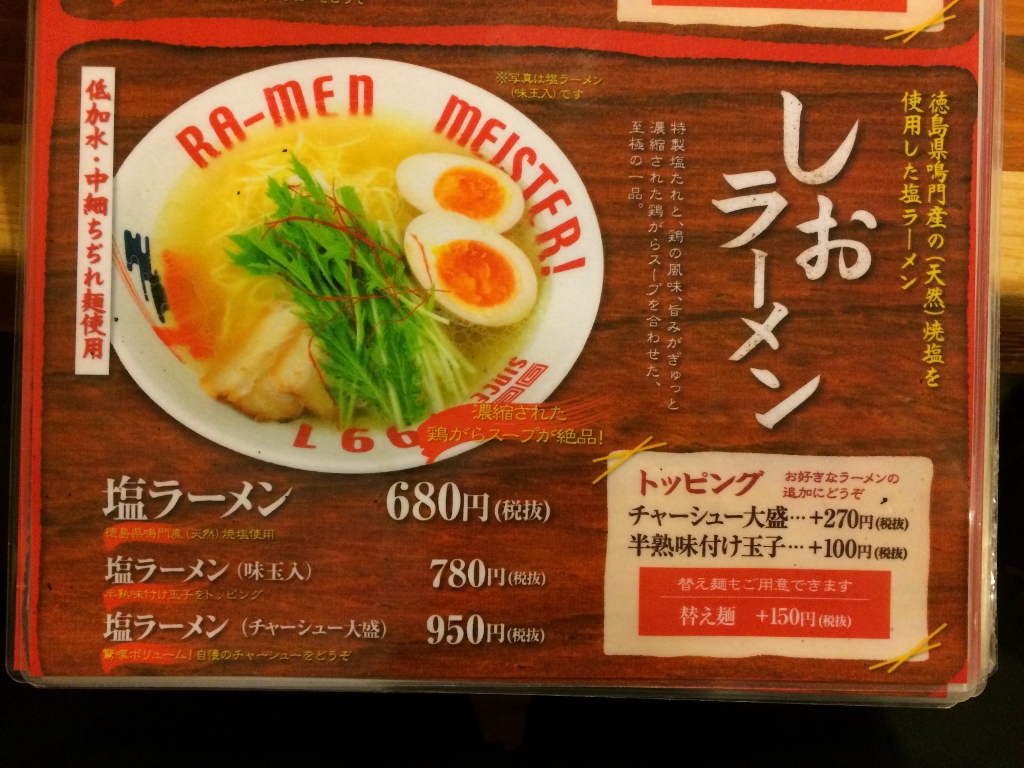 徳島県鳴門産の(天然)焼塩を
使用した塩ラーメン
しお
ラーメン
特製塩だれと、鶏の風味、旨みがぎゅっと
濃縮された鶏がらスープを合わせた、
至極の一品。
※写真は塩ラーメン
(味玉入)です
低加水・中細ちぢれ麺使用
RA-MEN MEISTER!
SINCE
1997
濃縮された
鶏がらスープが絶品!
塩ラーメン 680円(税抜)
徳島県鳴門産(天然)焼塩使用
塩ラーメン(味玉入) 780円(税抜)
半熟味付け玉子をトッピング
塩ラーメン(チャーシュー大盛) 950円(税抜)
驚嘆ボリューム!自慢のチャーシューをどうぞ
トッピング お好きなラーメンの
追加にどうぞ
チャーシュー大盛…+270円(税抜)
半熟味付け玉子…+100円(税抜)
替え麺もご用意できます
替え麺 +150円(税抜)